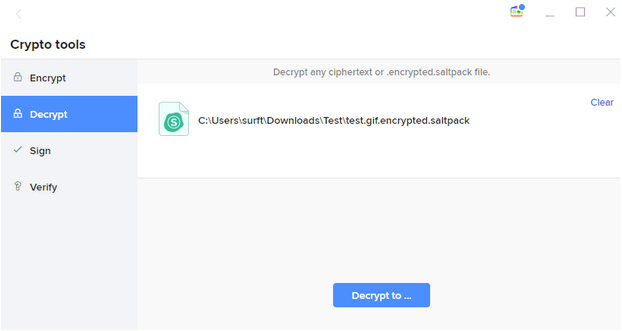 Crypto tools
Encrypt
Decrypt
Sign
Verify
Decrypt any ciphertext or .encrypted.saltpack file.
Clear
C:\Users\surft\Downloads\Test\test.gif.encrypted.saltpack
Decrypt to ...